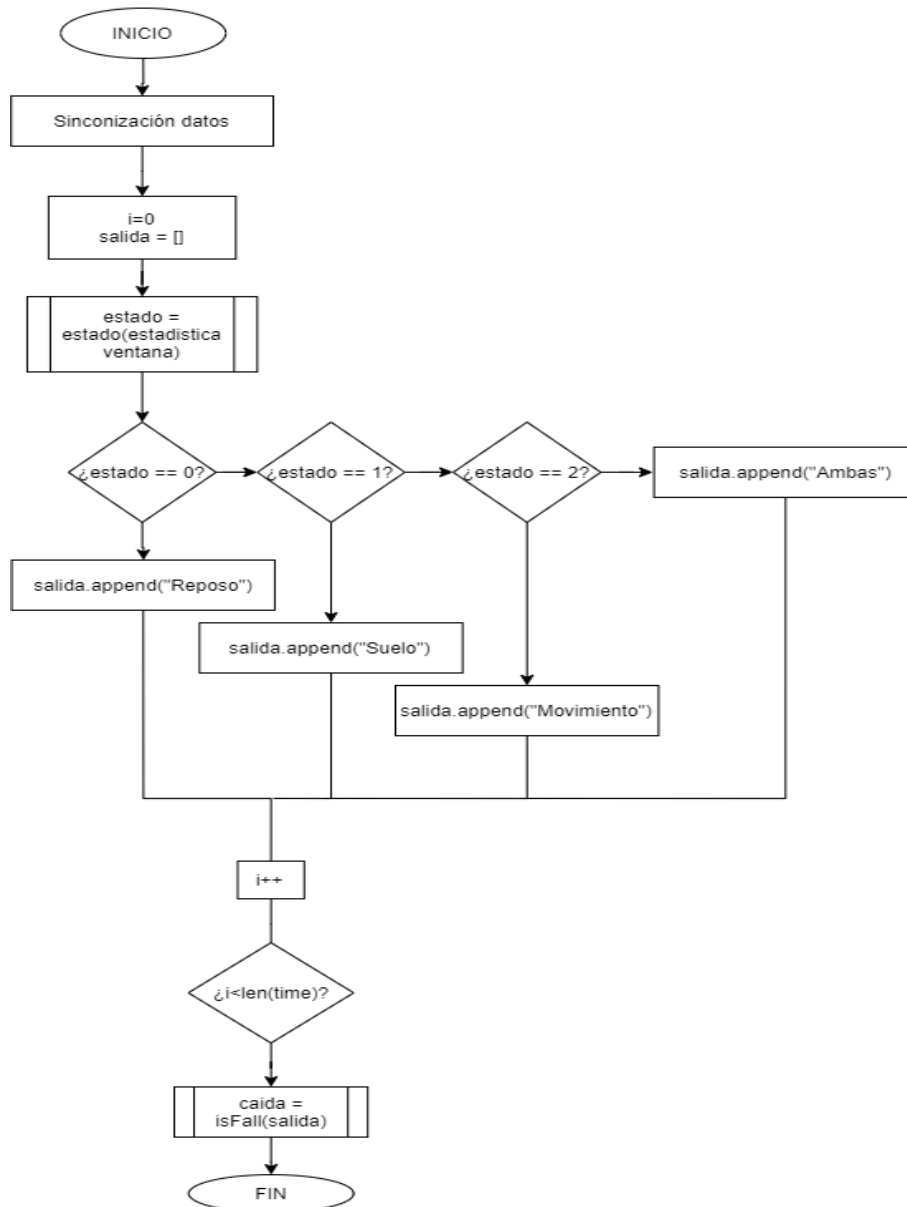 INICIO
Sinconización datos
i=0
salida = []
estado =
estado(estadistica
ventana)
¿estado == 0?
¿estado == 1?
¿estado == 2?
salida.append("Ambas")
salida.append("Reposo")
salida.append("Suelo")
salida.append("Movimiento")
i++
¿i<len(time)?
caida =
isFall(salida)
FIN